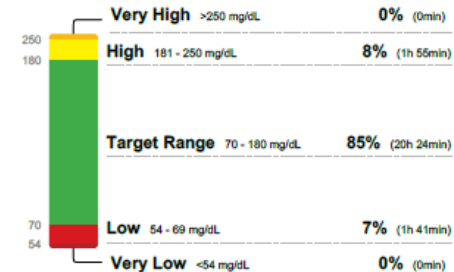 Very High >250 mg/dL 0% (0min)
250
High 181 - 250 mg/dL 8% (1h 55min)
180
Target Range 70 - 180 mg/dL 85% (20h 24min)
70
Low 54 - 69 mg/dL 7% (1h 41min)
54
Very Low <54 mg/dL 0% (0min)